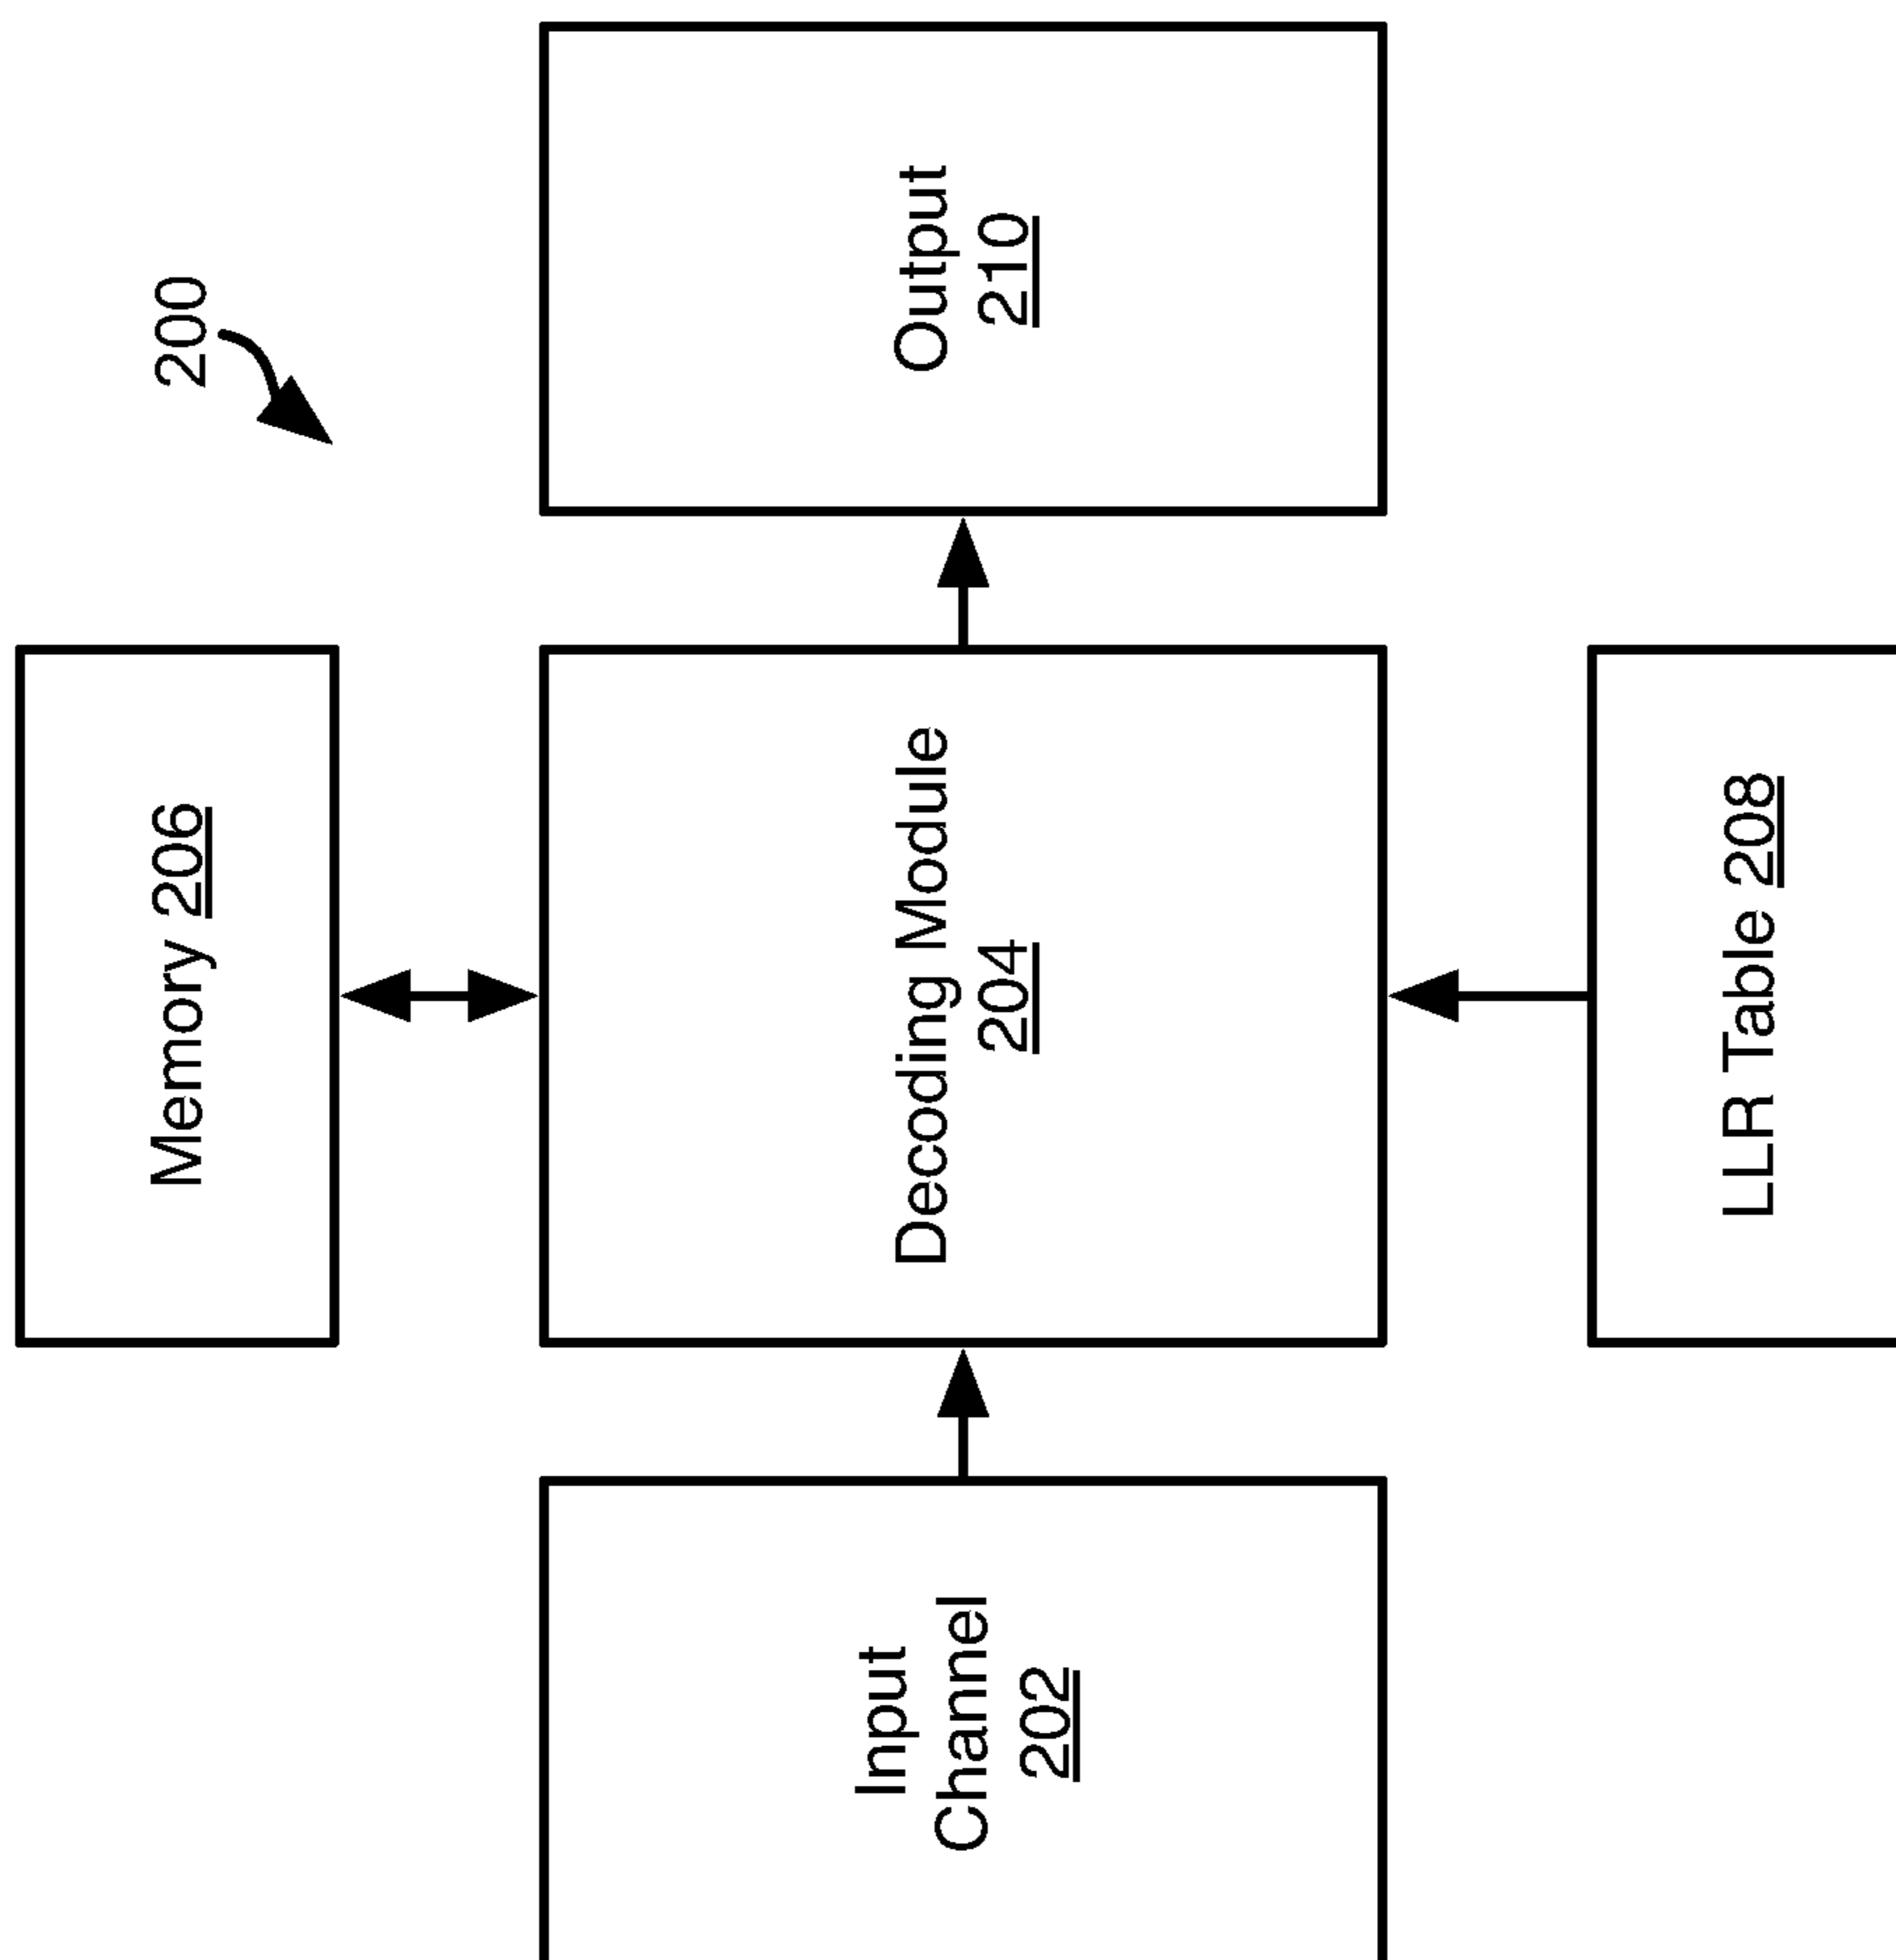 200
Memory 206
Input
Channel
202
Decoding Module
204
Output
210
LLR Table 208